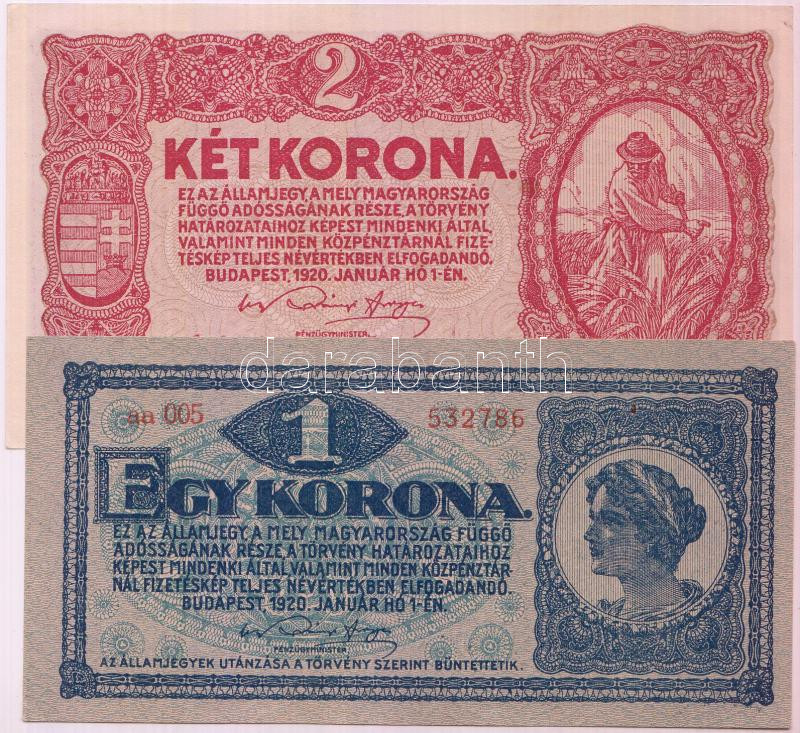 2
KÉT KORONA.
EZ AZ ÁLLAMJEGY, A MELY MAGYARORSZÁG
FÜGGŐ ADÓSSÁGÁNAK RÉSZE, A TÖRVÉNY
HATÁROZATAIHOZ KÉPEST MINDENKI ÁLTAL,
VALAMINT MINDEN KÖZPÉNZTÁRNÁL FIZE-
TÉSKÉP TELJES NÉVÉRTÉKBEN ELFOGADANDÓ.
BUDAPEST, 1920. JANUÁR HÓ 1-ÉN.
PÉNZÜGYMINISTER.
darabanth
aa 005
1
532786
EGY KORONA.
EZ AZ ÁLLAMJEGY, A MELY MAGYARORSZÁG FÜGGŐ
ADÓSSÁGÁNAK RÉSZE, A TÖRVÉNY HATÁROZATAIHOZ
KÉPEST MINDENKI ÁLTAL, VALAMINT MINDEN KÖZPÉNZTÁR-
NÁL FIZETÉSKÉP TELJES NÉVÉRTÉKBEN ELFOGADANDÓ.
BUDAPEST, 1920. JANUÁR HÓ 1-ÉN.
PÉNZÜGYMINISTER
AZ ÁLLAMJEGYEK UTÁNZÁSA A TÖRVÉNY SZERINT BÜNTETTETIK.